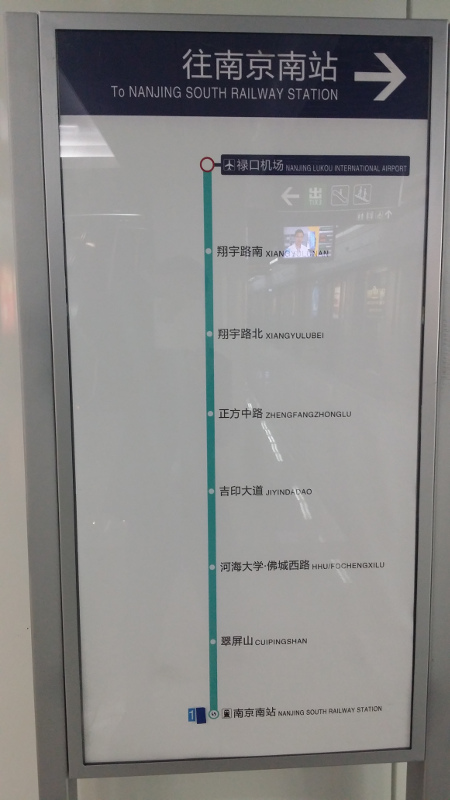 往南京南站
To NANJING SOUTH RAILWAY STATION
禄口机场 NANJING LUKOU INTERNATIONAL AIRPORT
翔宇路南
翔宇路北 XIANGYULUBEI
正方中路 ZHENGFANGZHONGLU
吉印大道 JIYINDADAO
河海大学·佛城西路 HHU/FOCHENGXILU
翠屏山 CUIPINGSHAN
1 南京南站 NANJING SOUTH RAILWAY STATION